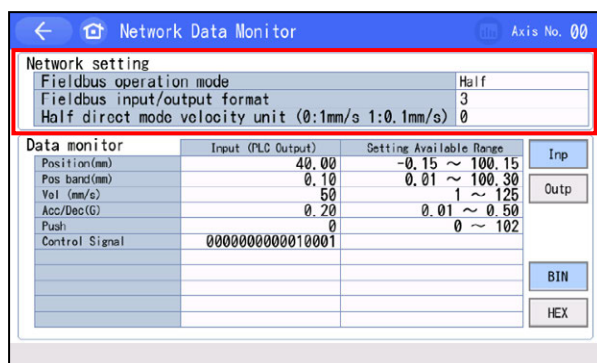 Network Data Monitor Axis No. 00
Network setting
Fieldbus operation mode Half
Fieldbus input/output format 3
Half direct mode velocity unit (0:1mm/s 1:0.1mm/s) 0
Data monitor Input (PLC Output) Setting Available Range Inp
Position(mm) 40.00 -0.15 ～ 100.15
Pos band(mm) 0.10 0.01 ～ 100.30
Vel (mm/s) 50 1 ～ 125 Outp
Acc/Dec(G) 0.20 0.01 ～ 0.50
Push 0 0 ～ 102
Control Signal 0000000000010001
BIN
HEX